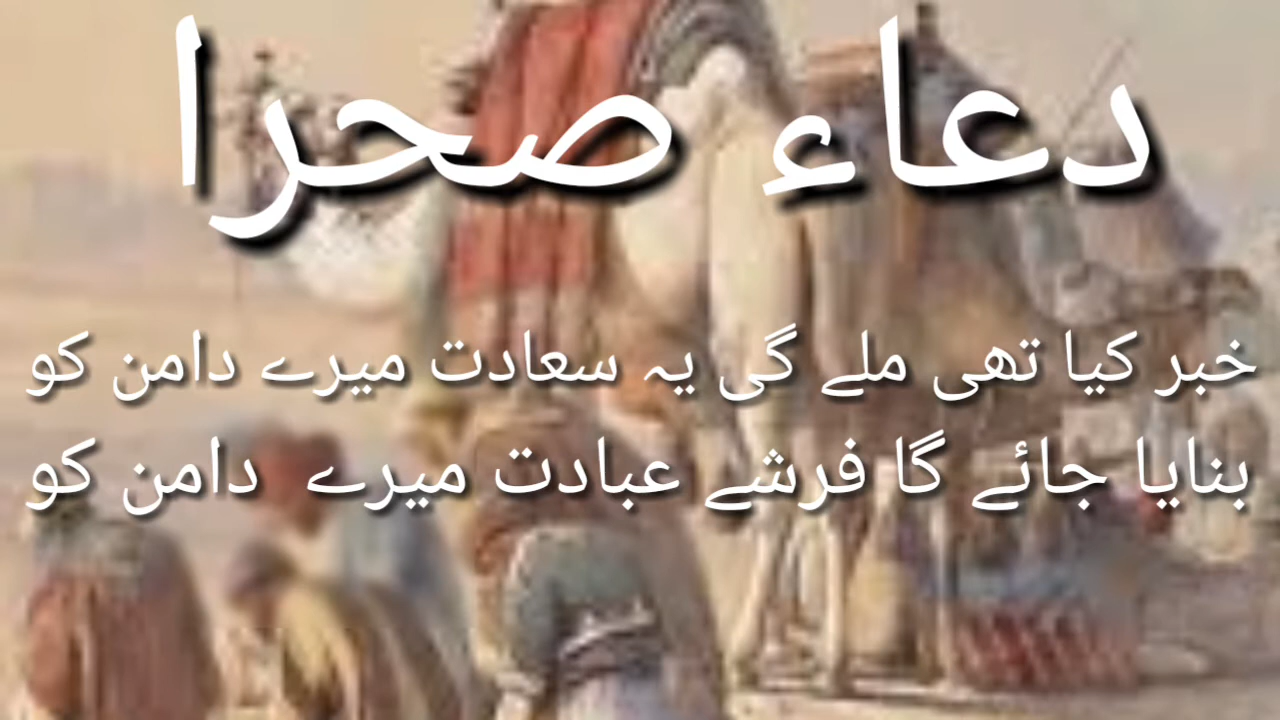 دعاء صحرا
خبر کیا تھی ملے گی یہ سعادت میرے دامن کو
بنایا جائے گا فرشے عبادت میرے دامن کو